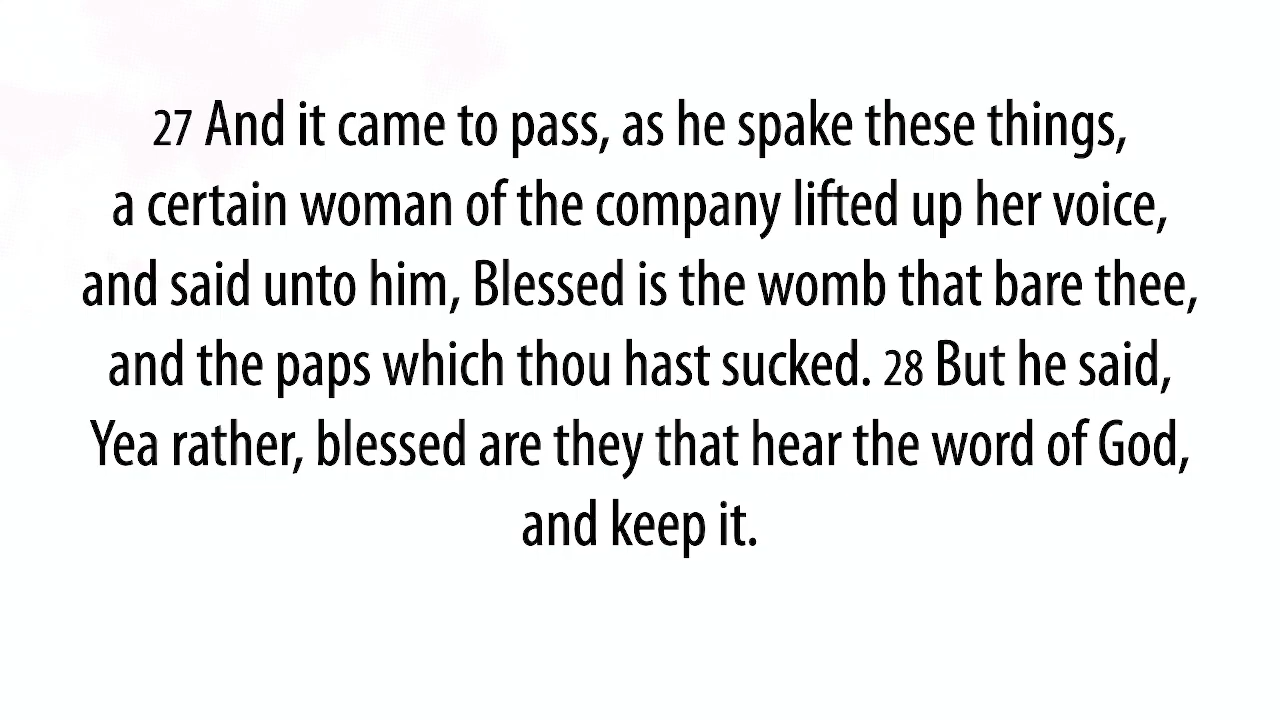 27 And it came to pass, as he spake these things,
a certain woman of the company lifted up her voice,
and said unto him, Blessed is the womb that bare thee,
and the paps which thou hast sucked. 28 But he said,
Yea rather, blessed are they that hear the word of God,
and keep it.